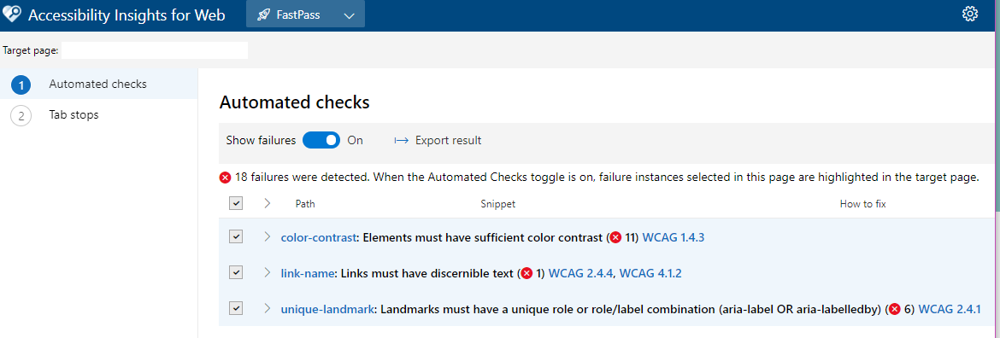 Accessibility Insights for Web FastPass
Target page:
1 Automated checks
2 Tab stops
Automated checks
Show failures On Export result
18 failures were detected. When the Automated Checks toggle is on, failure instances selected in this page are highlighted in the target page.
Path Snippet How to fix
color-contrast: Elements must have sufficient color contrast ( 11) WCAG 1.4.3
link-name: Links must have discernible text ( 1) WCAG 2.4.4, WCAG 4.1.2
unique-landmark: Landmarks must have a unique role or role/label combination (aria-label OR aria-labelledby) ( 6) WCAG 2.4.1